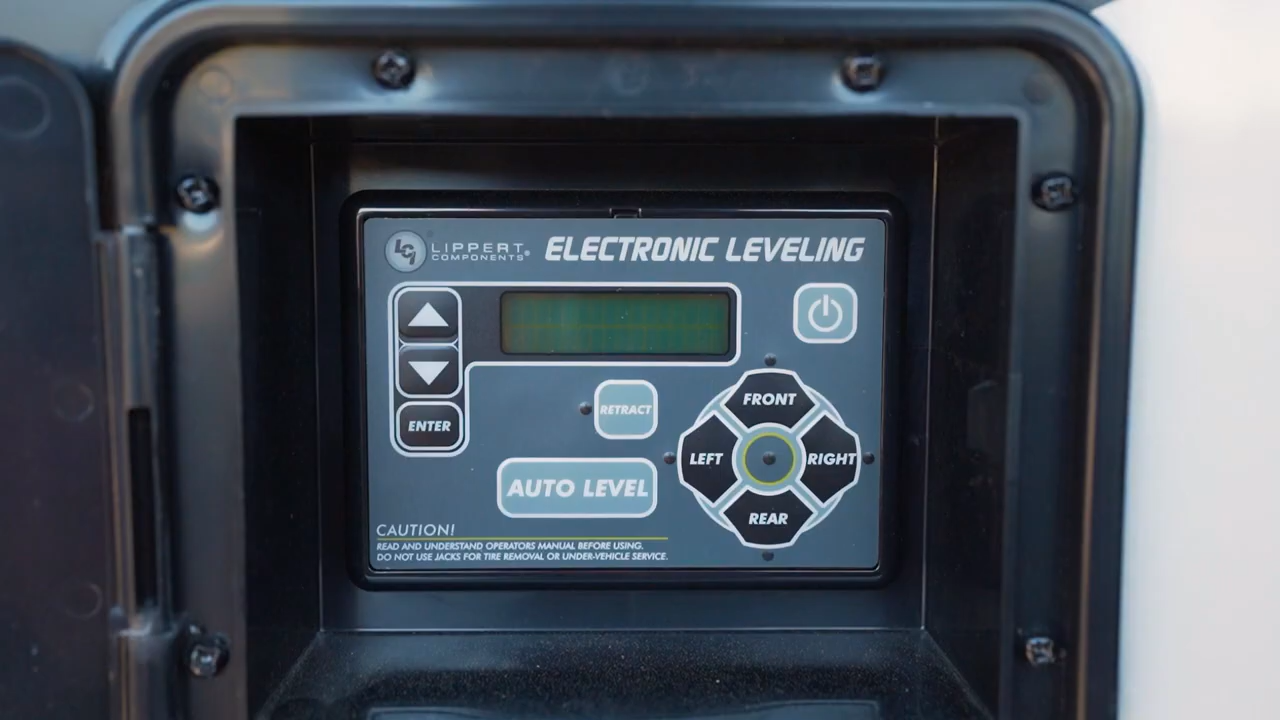 LCI LIPPERT COMPONENTS® ELECTRONIC LEVELING
ENTER
RETRACT
AUTO LEVEL
FRONT
LEFT
RIGHT
REAR
CAUTION!
READ AND UNDERSTAND OPERATORS MANUAL BEFORE USING.
DO NOT USE JACKS FOR TIRE REMOVAL OR UNDER-VEHICLE SERVICE.